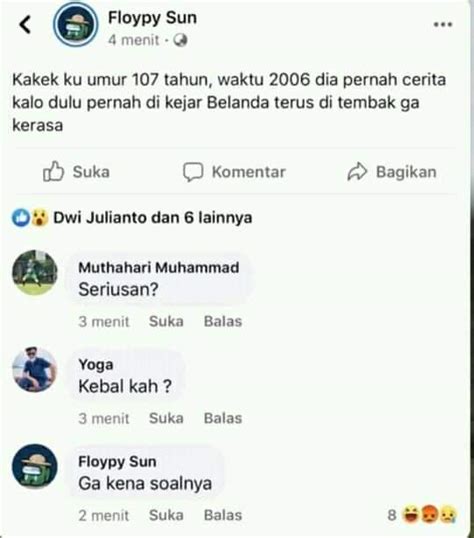 Floypy Sun
4 menit
Kakek ku umur 107 tahun, waktu 2006 dia pernah cerita
kalo dulu pernah di kejar Belanda terus di tembak ga
kerasa
Suka Komentar Bagikan
Dwi Julianto dan 6 lainnya
Muthahari Muhammad
Seriusan?
3 menit Suka Balas
Yoga
Kebal kah ?
3 menit Suka Balas
Floypy Sun
Ga kena soalnya
2 menit Suka Balas 8